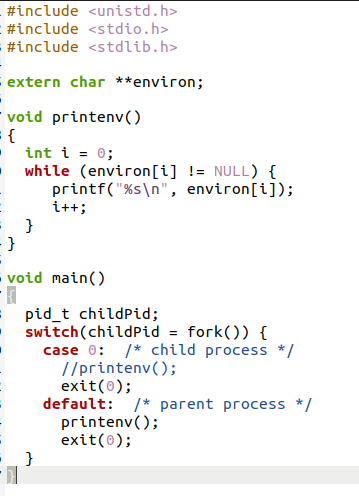 #include <unistd.h>
#include <stdio.h>
#include <stdlib.h>

extern char **environ;

void printenv()
{
  int i = 0;
  while (environ[i] != NULL) {
     printf("%s\n", environ[i]);
     i++;
  }
}

void main()
{
  pid_t childPid;
  switch(childPid = fork()) {
    case 0:  /* child process */
      //printenv();
      exit(0);
    default:  /* parent process */
      printenv();
      exit(0);
  }
}